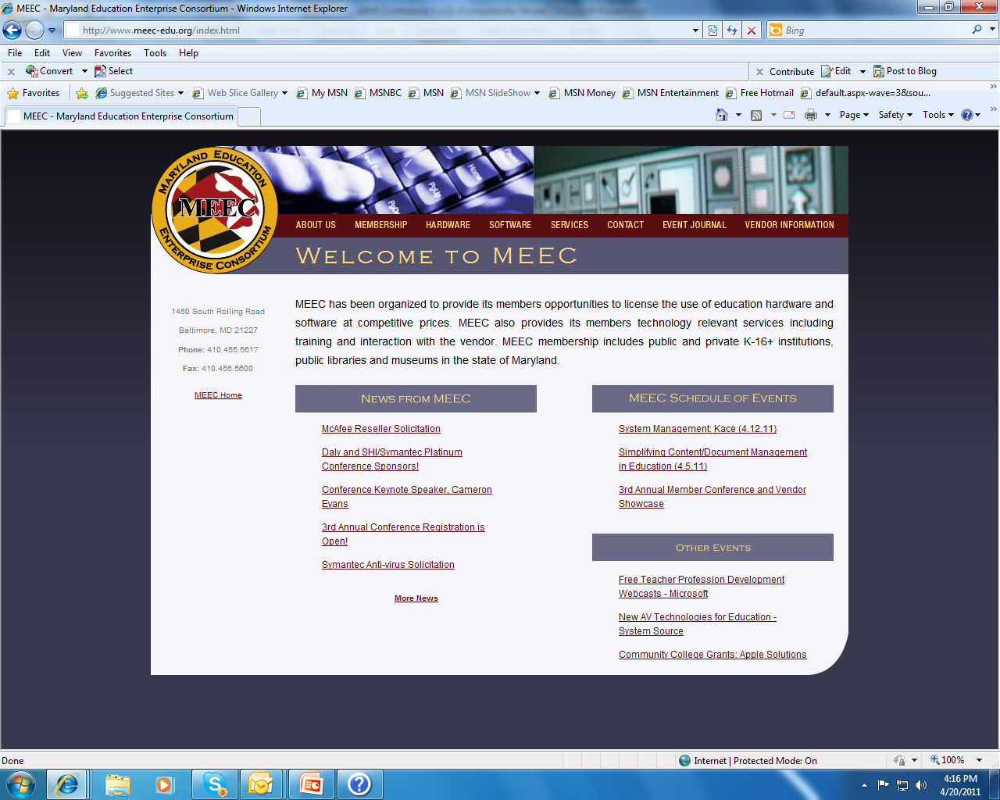 MEEC - Maryland Education Enterprise Consortium - Windows Internet Explorer
http://www.meec-edu.org/index.html
Bing
File Edit View Favorites Tools Help
Convert Select
Contribute Edit Post to Blog
Favorites Suggested Sites Web Slice Gallery My MSN MSNBC MSN MSN SlideShow MSN Money MSN Entertainment Free Hotmail default.aspx-wave=3&sou...
MEEC - Maryland Education Enterprise Consortium
Page Safety Tools
MARYLAND EDUCATION
MEEC
ENTERPRISE CONSORTIUM
Home
PgUp
ABOUT US MEMBERSHIP HARDWARE SOFTWARE SERVICES CONTACT EVENT JOURNAL VENDOR INFORMATION
WELCOME TO MEEC
1450 South Rolling Road
Baltimore, MD 21227
Phone: 410.455.5617
Fax: 410.455.5600
MEEC Home
MEEC has been organized to provide its members opportunities to license the use of education hardware and
software at competitive prices. MEEC also provides its members technology relevant services including
training and interaction with the vendor. MEEC membership includes public and private K-16+ institutions,
public libraries and museums in the state of Maryland.
NEWS FROM MEEC
McAfee Reseller Solicitation
Daly and SHI/Symantec Platinum
Conference Sponsors!
Conference Keynote Speaker, Cameron
Evans
3rd Annual Conference Registration is
Open!
Symantec Anti-virus Solicitation
More News
MEEC SCHEDULE OF EVENTS
System Management: Kace (4.12.11)
Simplifying Content/Document Management
in Education (4.5.11)
3rd Annual Member Conference and Vendor
Showcase
OTHER EVENTS
Free Teacher Profession Development
Webcasts - Microsoft
New AV Technologies for Education -
System Source
Community College Grants: Apple Solutions
Done
Internet | Protected Mode: On
100%
1
4:16 PM
4/20/2011